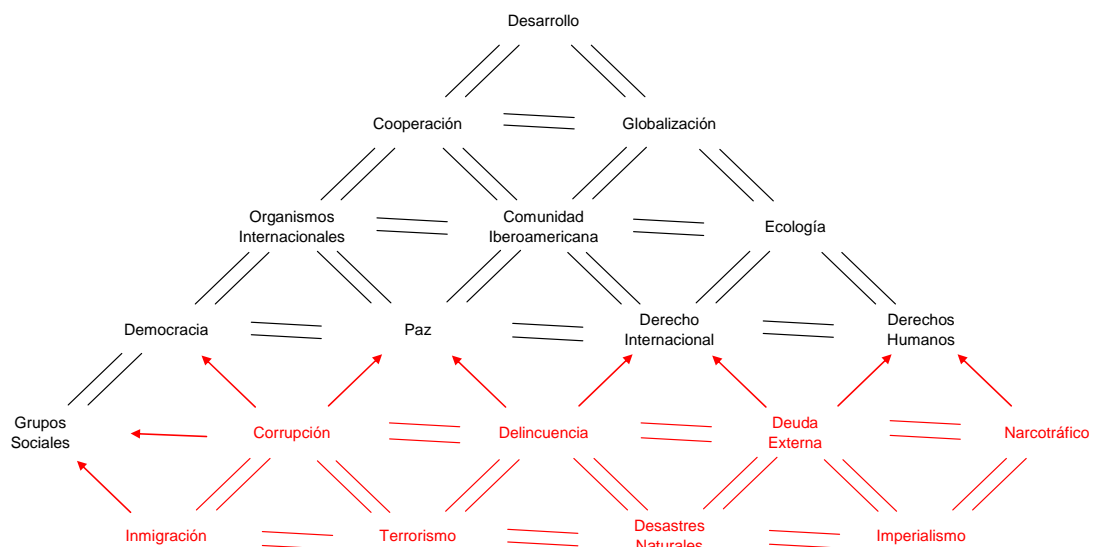 Desarrollo
Cooperación
Globalización
Organismos
Internacionales
Comunidad
Iberoamericana
Ecología
Democracia
Paz
Derecho
Internacional
Derechos
Humanos
Grupos
Sociales
Corrupción
Delincuencia
Deuda
Externa
Narcotráfico
Inmigración
Terrorismo
Desastres
Naturales
Imperialismo